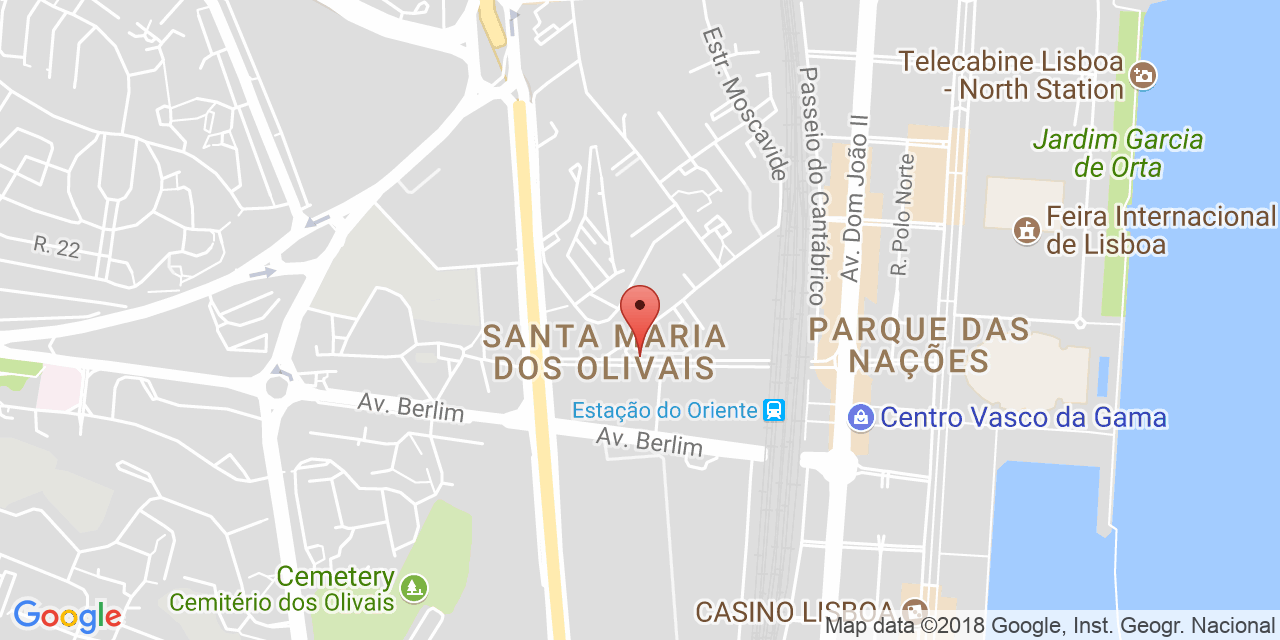 Estr. Moscavide
Telecabine Lisboa
- North Station
Passeio do Cantábrico
Av. Dom João II
Jardim Garcia
de Orta
R. Polo Norte
R. 22
Feira Internacional
de Lisboa
SANTA MARIA
DOS OLIVAIS
PARQUE DAS
NAÇÕES
Av. Berlim
Estação do Oriente
Centro Vasco da Gama
Av. Berlim
Cemetery
Cemitério dos Olivais
CASINO LISBOA
Google
Map data ©2018 Google, Inst. Geogr. Nacional